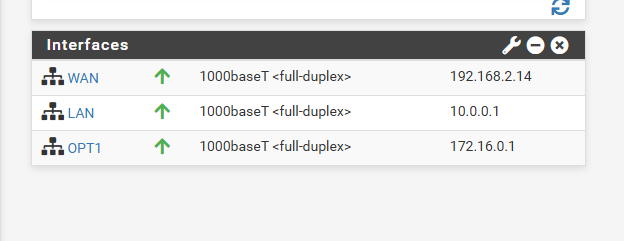 Interfaces
WAN 1000baseT <full-duplex> 192.168.2.14
LAN 1000baseT <full-duplex> 10.0.0.1
OPT1 1000baseT <full-duplex> 172.16.0.1